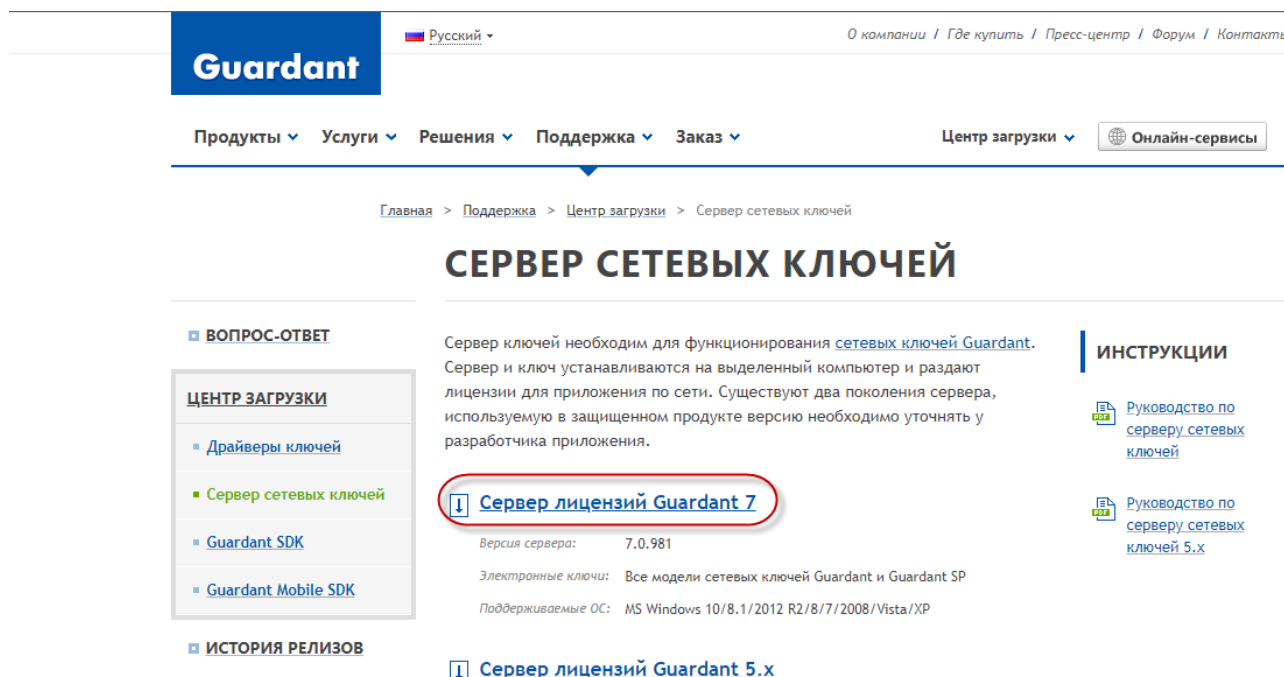 Русский
О компании / Где купить / Пресс-центр / Форум / Контакты
Guardant
Продукты Услуги Решения Поддержка Заказ Центр загрузки Онлайн-сервисы
Главная > Поддержка > Центр загрузки > Сервер сетевых ключей
СЕРВЕР СЕТЕВЫХ КЛЮЧЕЙ
ВОПРОС-ОТВЕТ
ЦЕНТР ЗАГРУЗКИ
Драйверы ключей
Сервер сетевых ключей
Guardant SDK
Guardant Mobile SDK
ИСТОРИЯ РЕЛИЗОВ
Сервер ключей необходим для функционирования сетевых ключей Guardant.
Сервер и ключ устанавливаются на выделенный компьютер и раздают
лицензии для приложения по сети. Существуют два поколения сервера,
используемую в защищенном продукте версию необходимо уточнять у
разработчика приложения.
Сервер лицензий Guardant 7
Версия сервера: 7.0.981
Электронные ключи: Все модели сетевых ключей Guardant и Guardant SP
Поддерживаемые ОС: MS Windows 10/8.1/2012 R2/8/7/2008/Vista/XP
Сервер лицензий Guardant 5.x
ИНСТРУКЦИИ
PDF
Руководство по
серверу сетевых
ключей
PDF
Руководство по
серверу сетевых
ключей 5.x